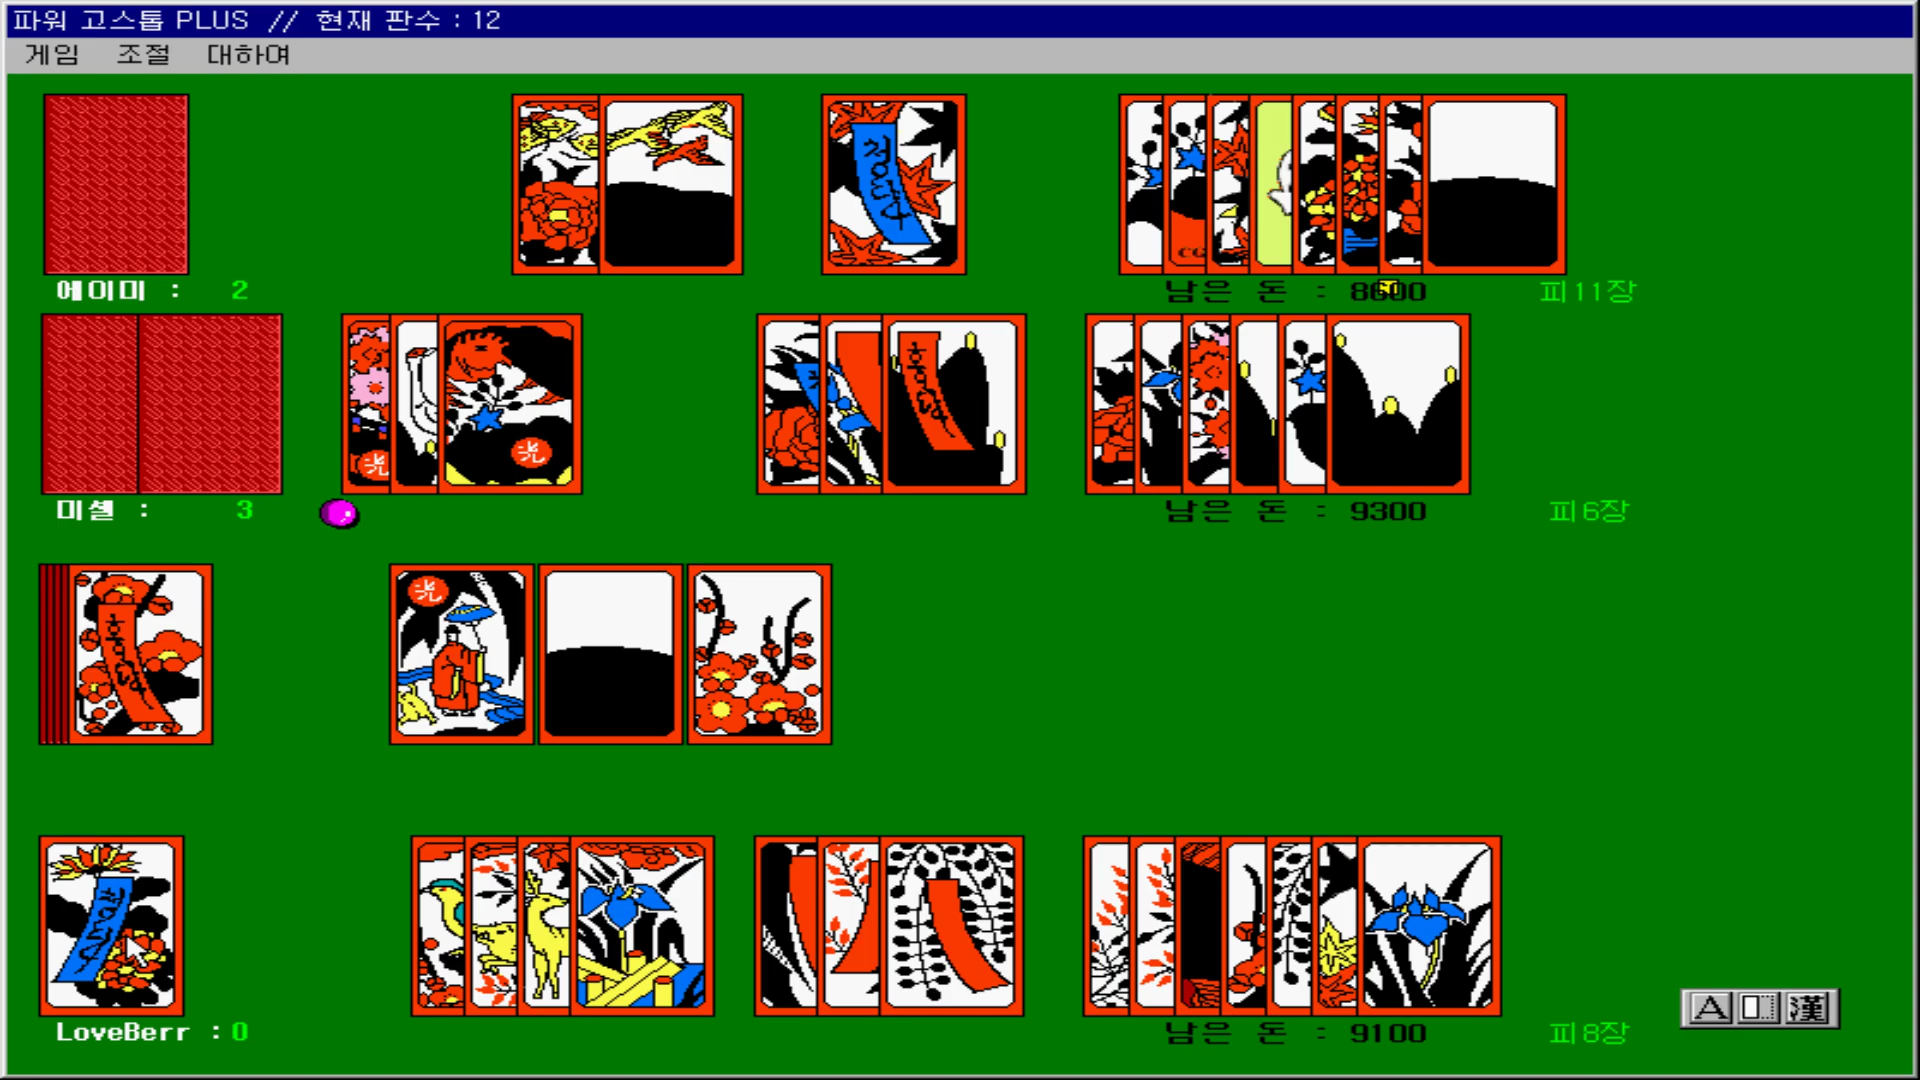 파워 고스톱 PLUS // 현재 판수 : 12
게임 조절 대하여
에이미 : 2
남은 돈 : 8600
피11장
미셸 : 3
남은 돈 : 9300
피6장
LoveBerr : 0
남은 돈 : 9100
피8장
A 漢